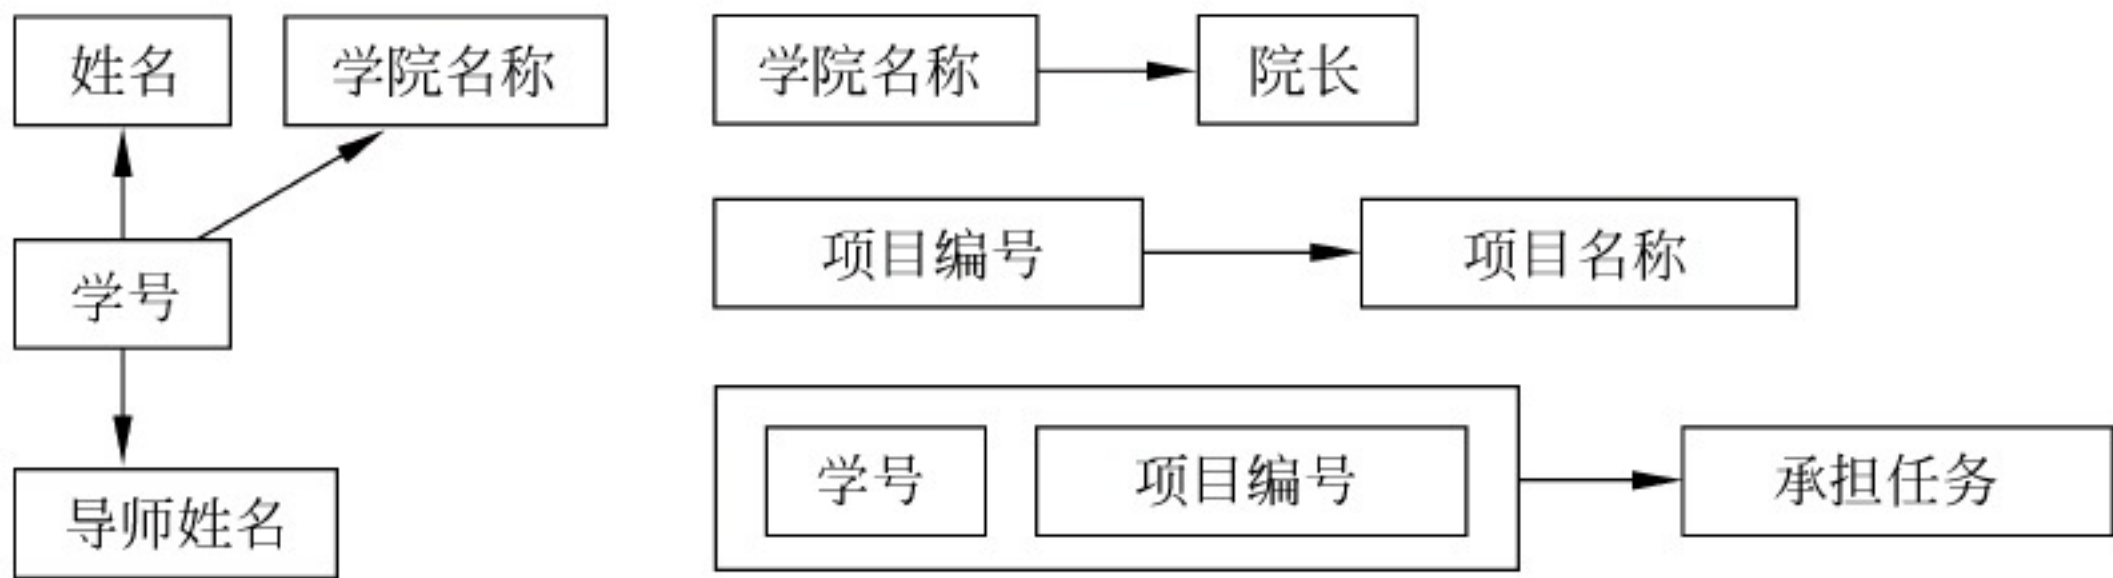 姓名
学院名称
学号
导师姓名
学院名称
院长
项目编号
项目名称
学号
项目编号
承担任务